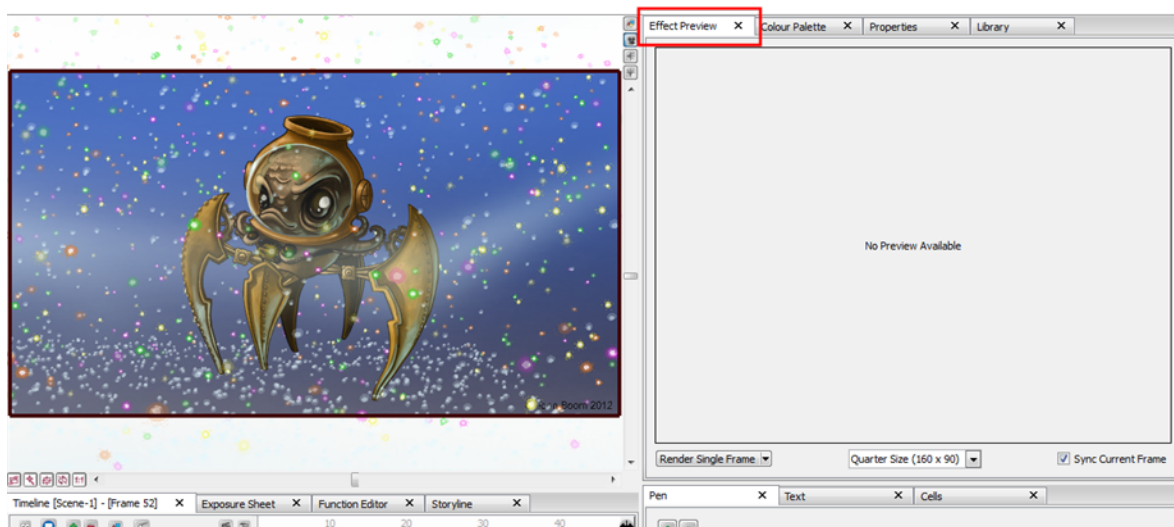 Effect Preview
Colour Palette
Properties
Library
No Preview Available
Render Single Frame
Quarter Size (160 x 90)
Sync Current Frame
Boom 2012
1:1
Timeline [Scene-1] - [Frame 52]
Exposure Sheet
Function Editor
Storyline
Pen
Text
Cells
10
20
30
40